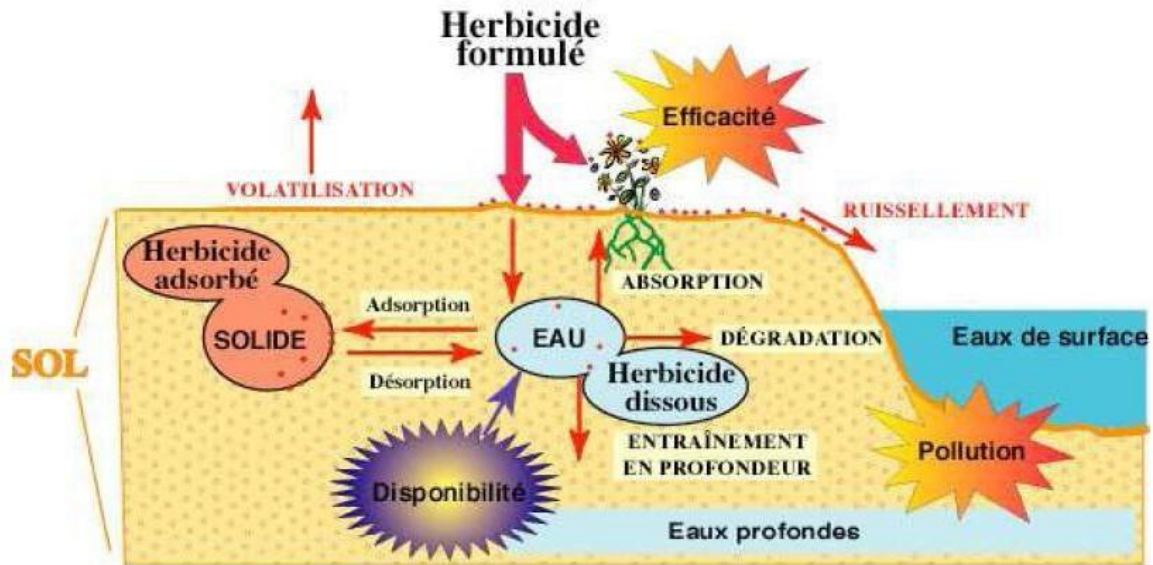 Herbicide
formulé
Efficacité
VOLATILISATION
RUISSELLEMENT
Herbicide
adsorbé
ABSORPTION
Adsorption
SOLIDE
EAU
DÉGRADATION
Eaux de surface
SOL
Désorption
Herbicide
dissous
ENTRAÎNEMENT
EN PROFONDEUR
Pollution
Disponibilité
Eaux profondes